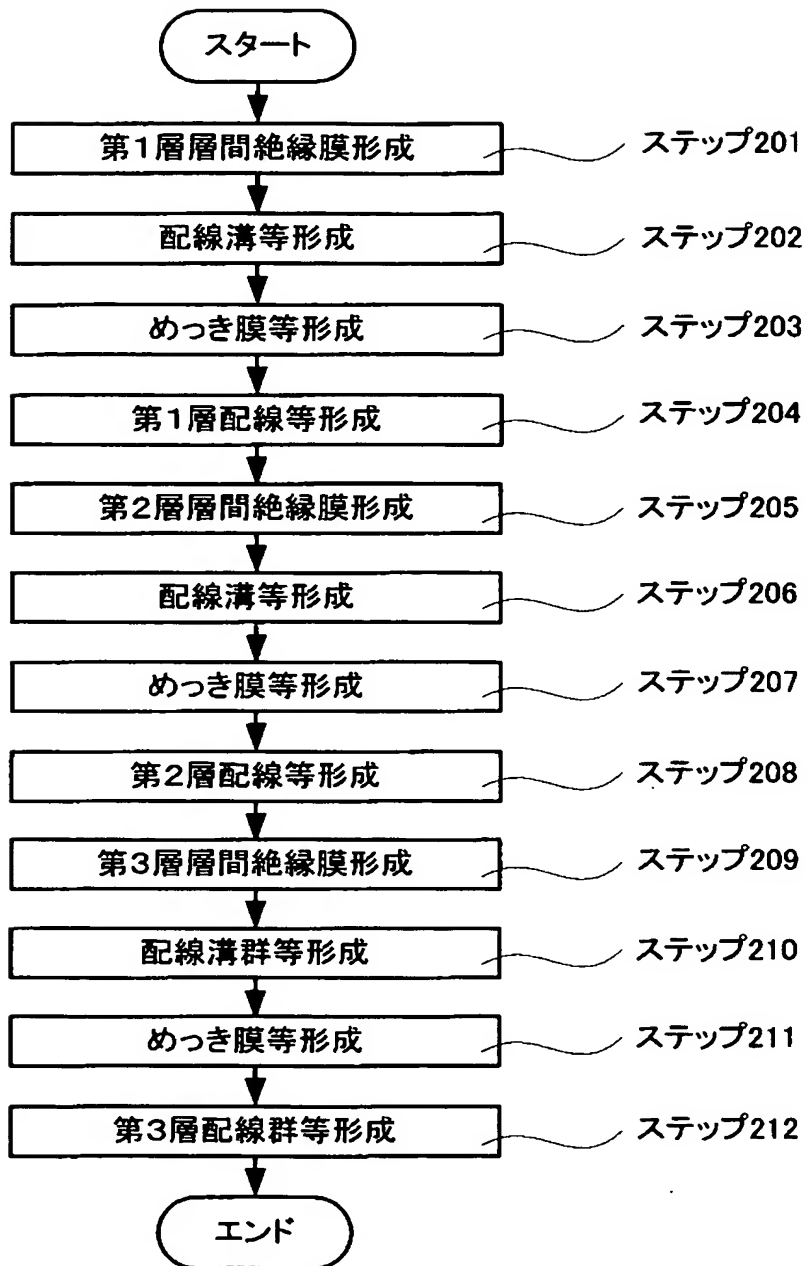 スタート
第1層層間絶縁膜形成 ステップ201
配線溝等形成 ステップ202
めっき膜等形成 ステップ203
第1層配線等形成 ステップ204
第2層層間絶縁膜形成 ステップ205
配線溝等形成 ステップ206
めっき膜等形成 ステップ207
第2層配線等形成 ステップ208
第3層層間絶縁膜形成 ステップ209
配線溝群等形成 ステップ210
めっき膜等形成 ステップ211
第3層配線群等形成 ステップ212
エンド